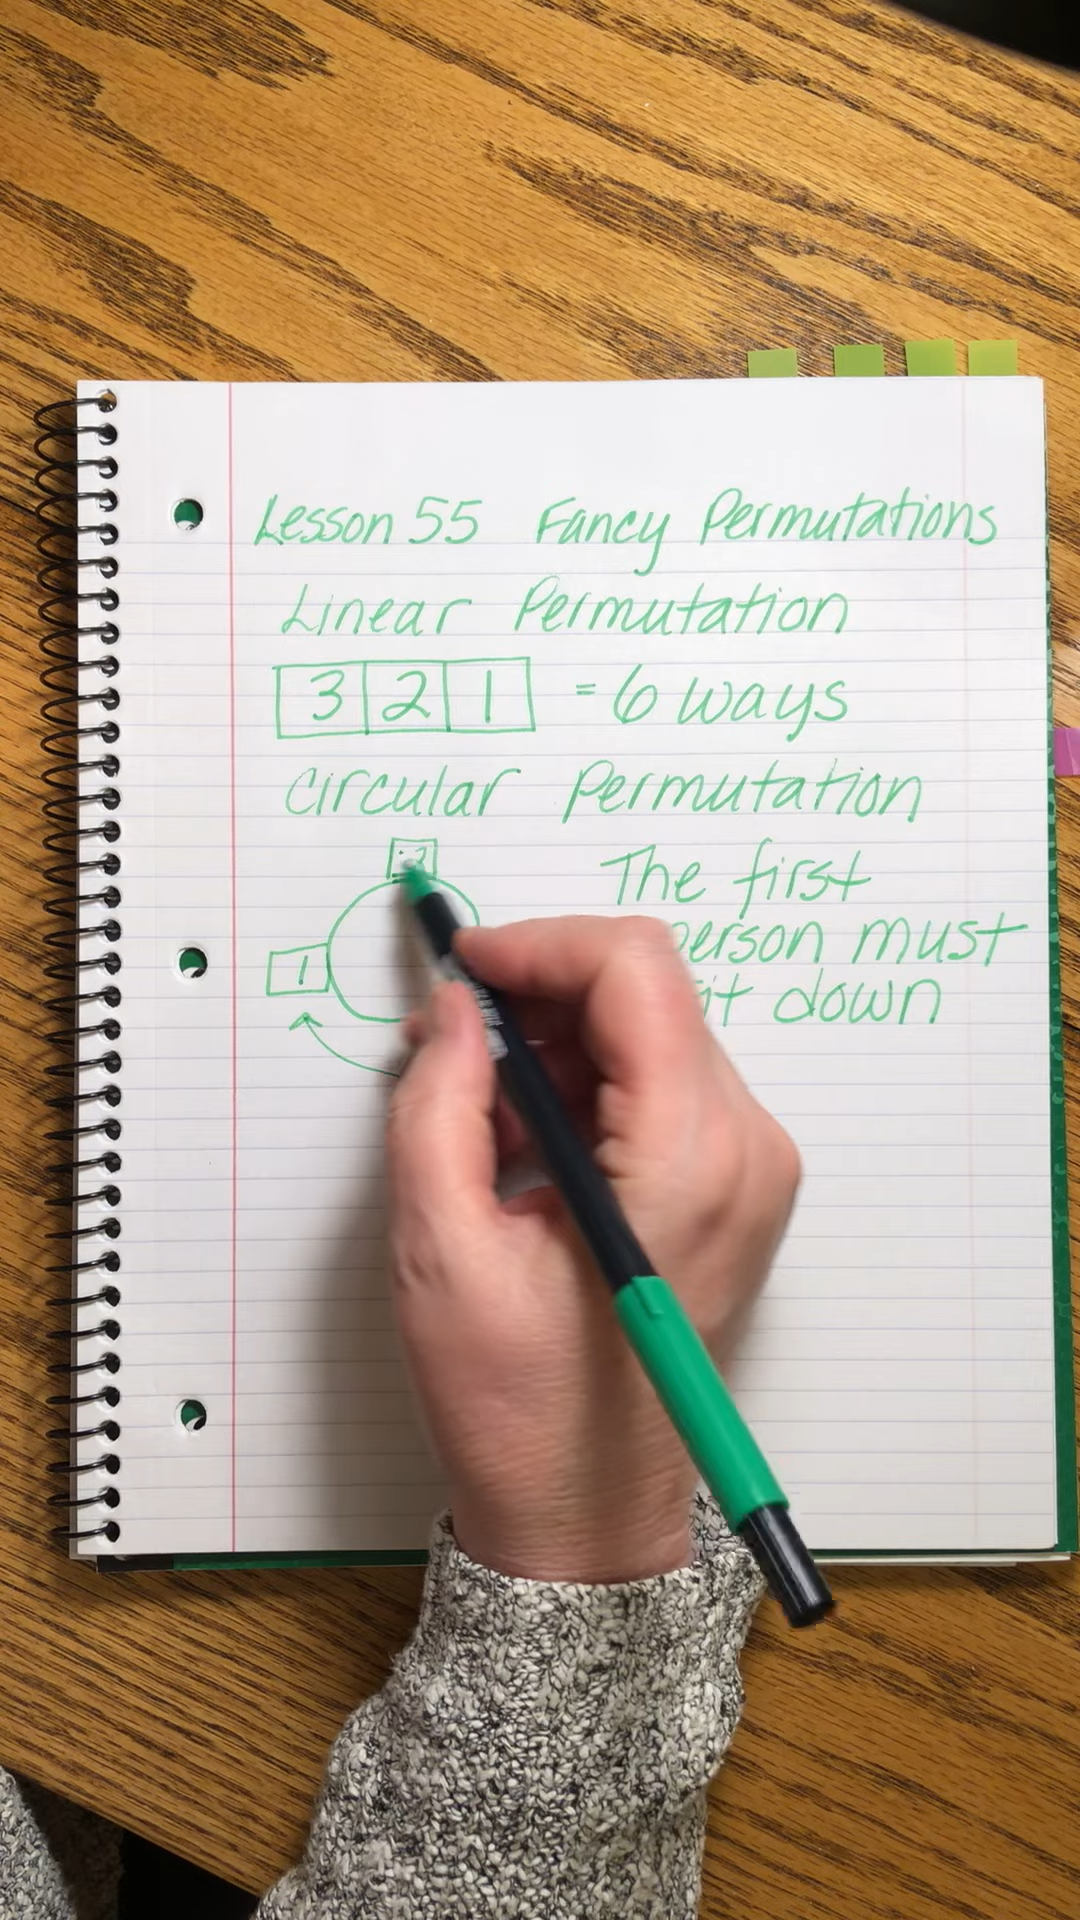 Lesson 55 Fancy Permutations
Linear Permutation
3 2 1 = 6 ways
Circular Permutation
The first
person must
down
1